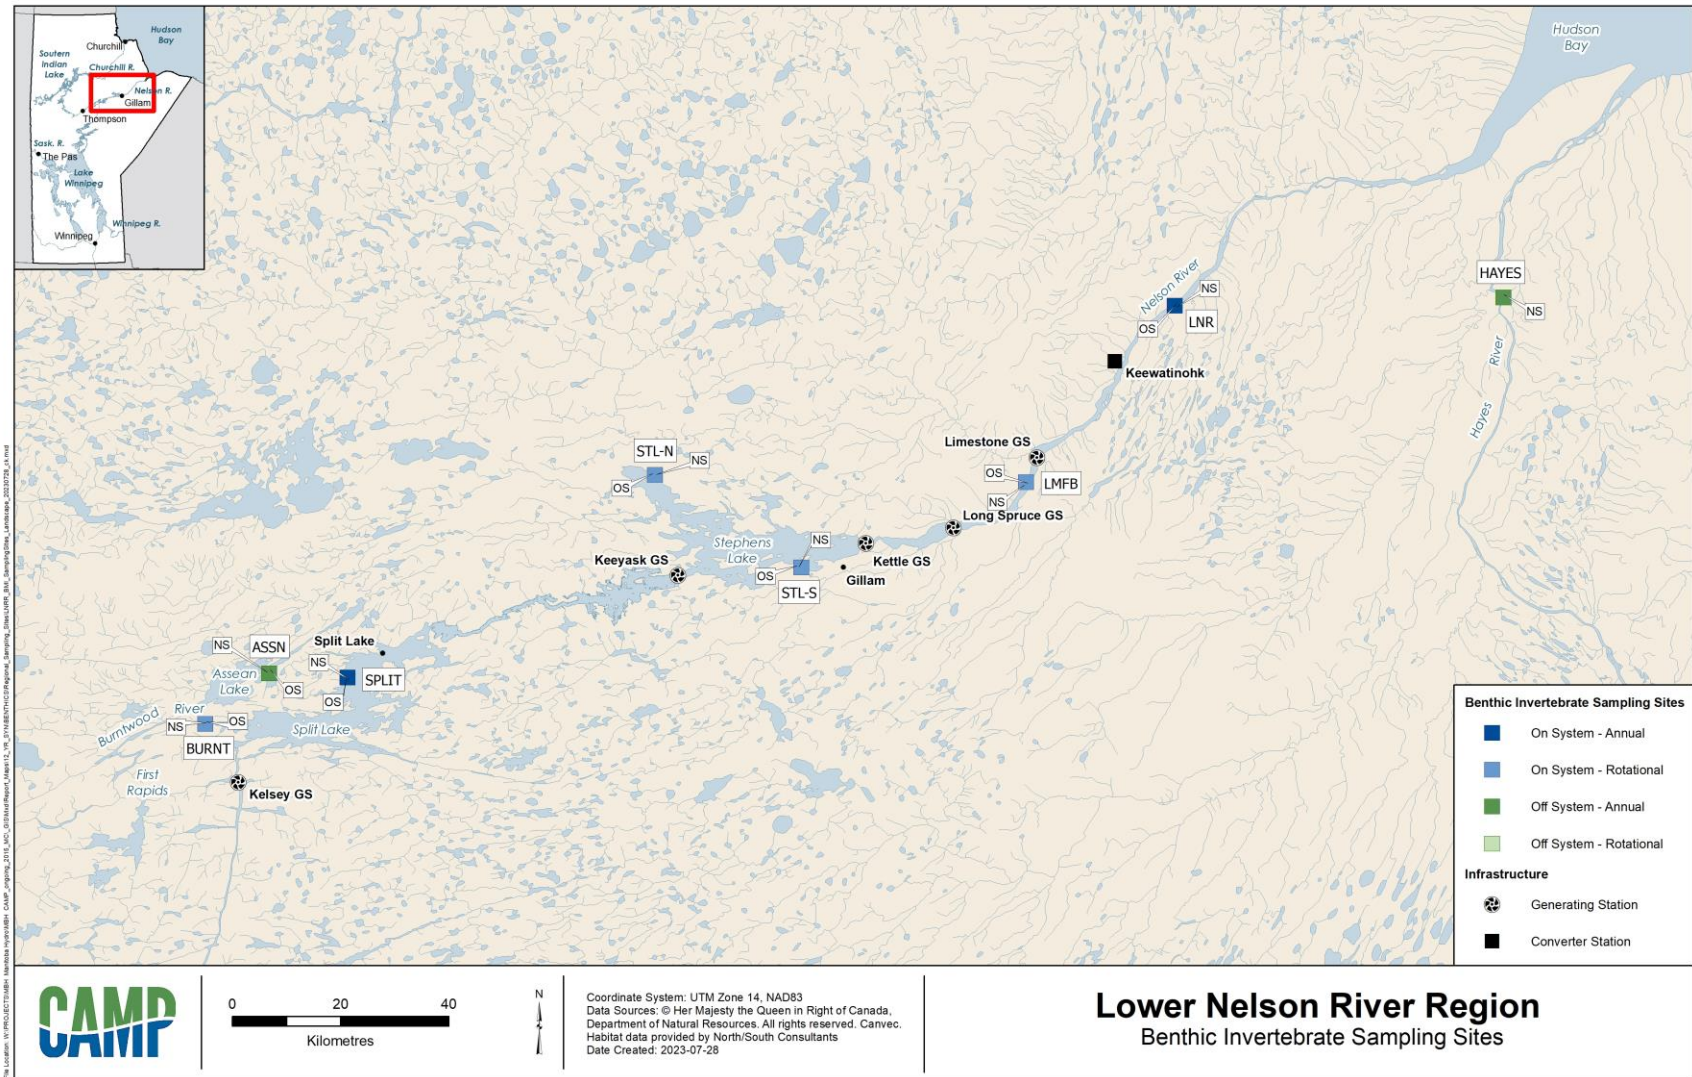 Hudson
Bay
Churchill
Soutern
Indian
Lake
Churchill R.
Nelson R.
Gillam
Thompson
Sask. R.
The Pas
Lake
Winnipeg
Winnipeg R.
Winnipeg
Hudson
Bay
HAYES
NS
Hayes
River
Nelson River
NS
OS
LNR
Keewatinohk
Limestone GS
OS
LMFB
NS
Long Spruce GS
STL-N
NS
OS
Stephens
Lake
NS
Keeyask GS
OS
STL-S
Kettle GS
Gillam
Split Lake
NS
ASSN
Assean
Lake
OS
NS
SPLIT
OS
Split Lake
Burntwood River
NS
OS
BURNT
First
Rapids
Kelsey GS
Benthic Invertebrate Sampling Sites
On System - Annual
On System - Rotational
Off System - Annual
Off System - Rotational
Infrastructure
Generating Station
Converter Station
CAMP
0 20 40
Kilometres
N
Coordinate System: UTM Zone 14, NAD83
Data Sources: © Her Majesty the Queen in Right of Canada,
Department of Natural Resources. All rights reserved. Canvec.
Habitat data provided by North/South Consultants
Date Created: 2023-07-28
Lower Nelson River Region
Benthic Invertebrate Sampling Sites